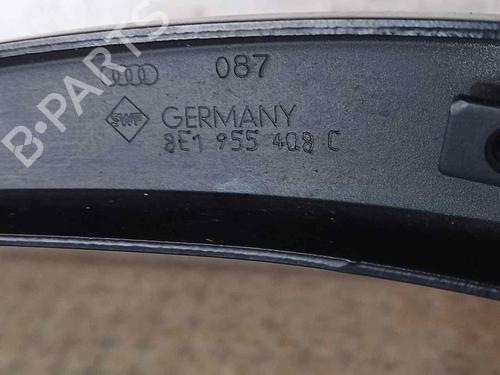 087
SWF GERMANY
8E1 955 408 C
B-PARTS